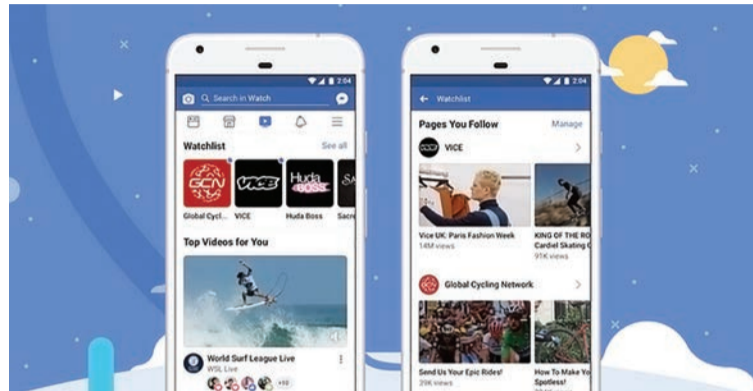 2:04
Search in Watch
Watchlist
See all
GCN
VICE
Huda
BOSS
Global Cycl...
VICE
Huda Boss
Sacre
Top Videos for You
World Surf League Live
WSL Live
+93
2:04
Watchlist
Pages You Follow
Manage
VICE
VICE
Vice UK: Paris Fashion Week
14M views
KING OF THE RO
Cardiel Skating
91K views
GCN
Global Cycling Network
Send Us Your Epic Rides!
29K views
How To Make Yo
Spotless!